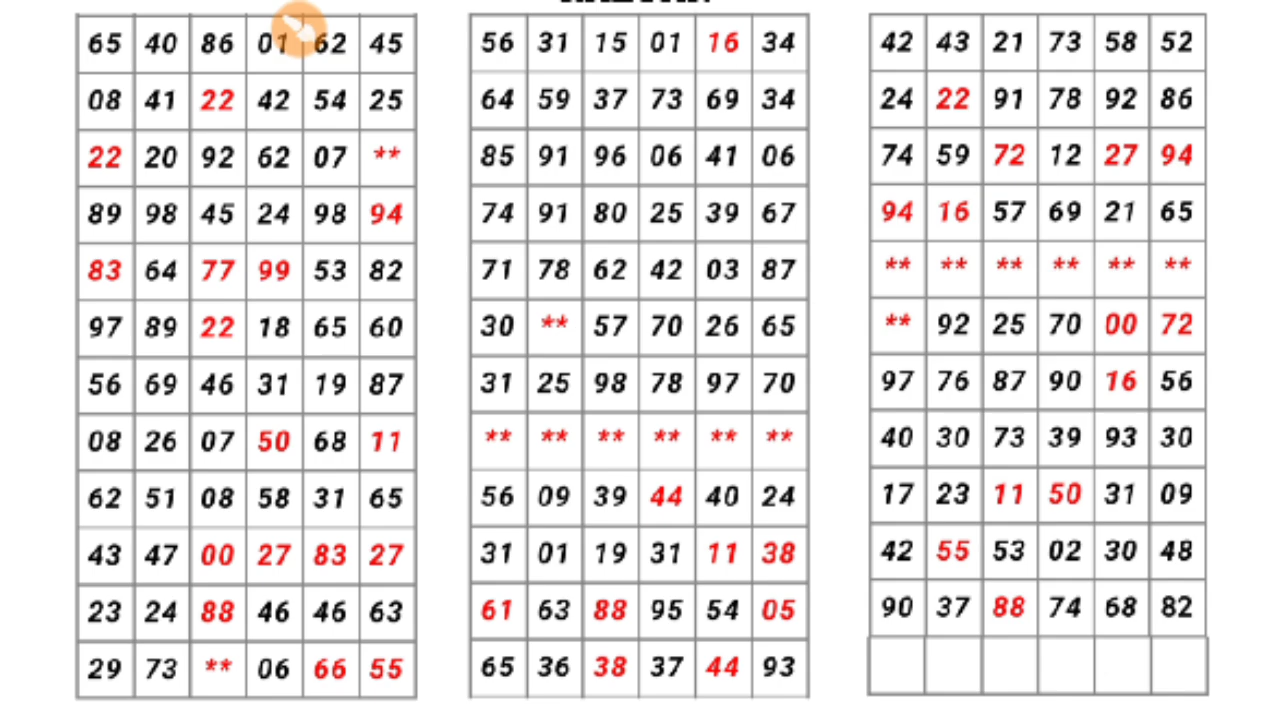 65 40 86 01 62 45
08 41 22 42 54 25
22 20 92 62 07 **
89 98 45 24 98 94
83 64 77 99 53 82
97 89 22 18 65 60
56 69 46 31 19 87
08 26 07 50 68 11
62 51 08 58 31 65
43 47 00 27 83 27
23 24 88 46 46 63
29 73 ** 06 66 55
56 31 15 01 16 34
64 59 37 73 69 34
85 91 96 06 41 06
74 91 80 25 39 67
71 78 62 42 03 87
30 ** 57 70 26 65
31 25 98 78 97 70
** ** ** ** ** **
56 09 39 44 40 24
31 01 19 31 11 38
61 63 88 95 54 05
65 36 38 37 44 93
42 43 21 73 58 52
24 22 91 78 92 86
74 59 72 12 27 94
94 16 57 69 21 65
** ** ** ** ** **
** 92 25 70 00 72
97 76 87 90 16 56
40 30 73 39 93 30
17 23 11 50 31 09
42 55 53 02 30 48
90 37 88 74 68 82